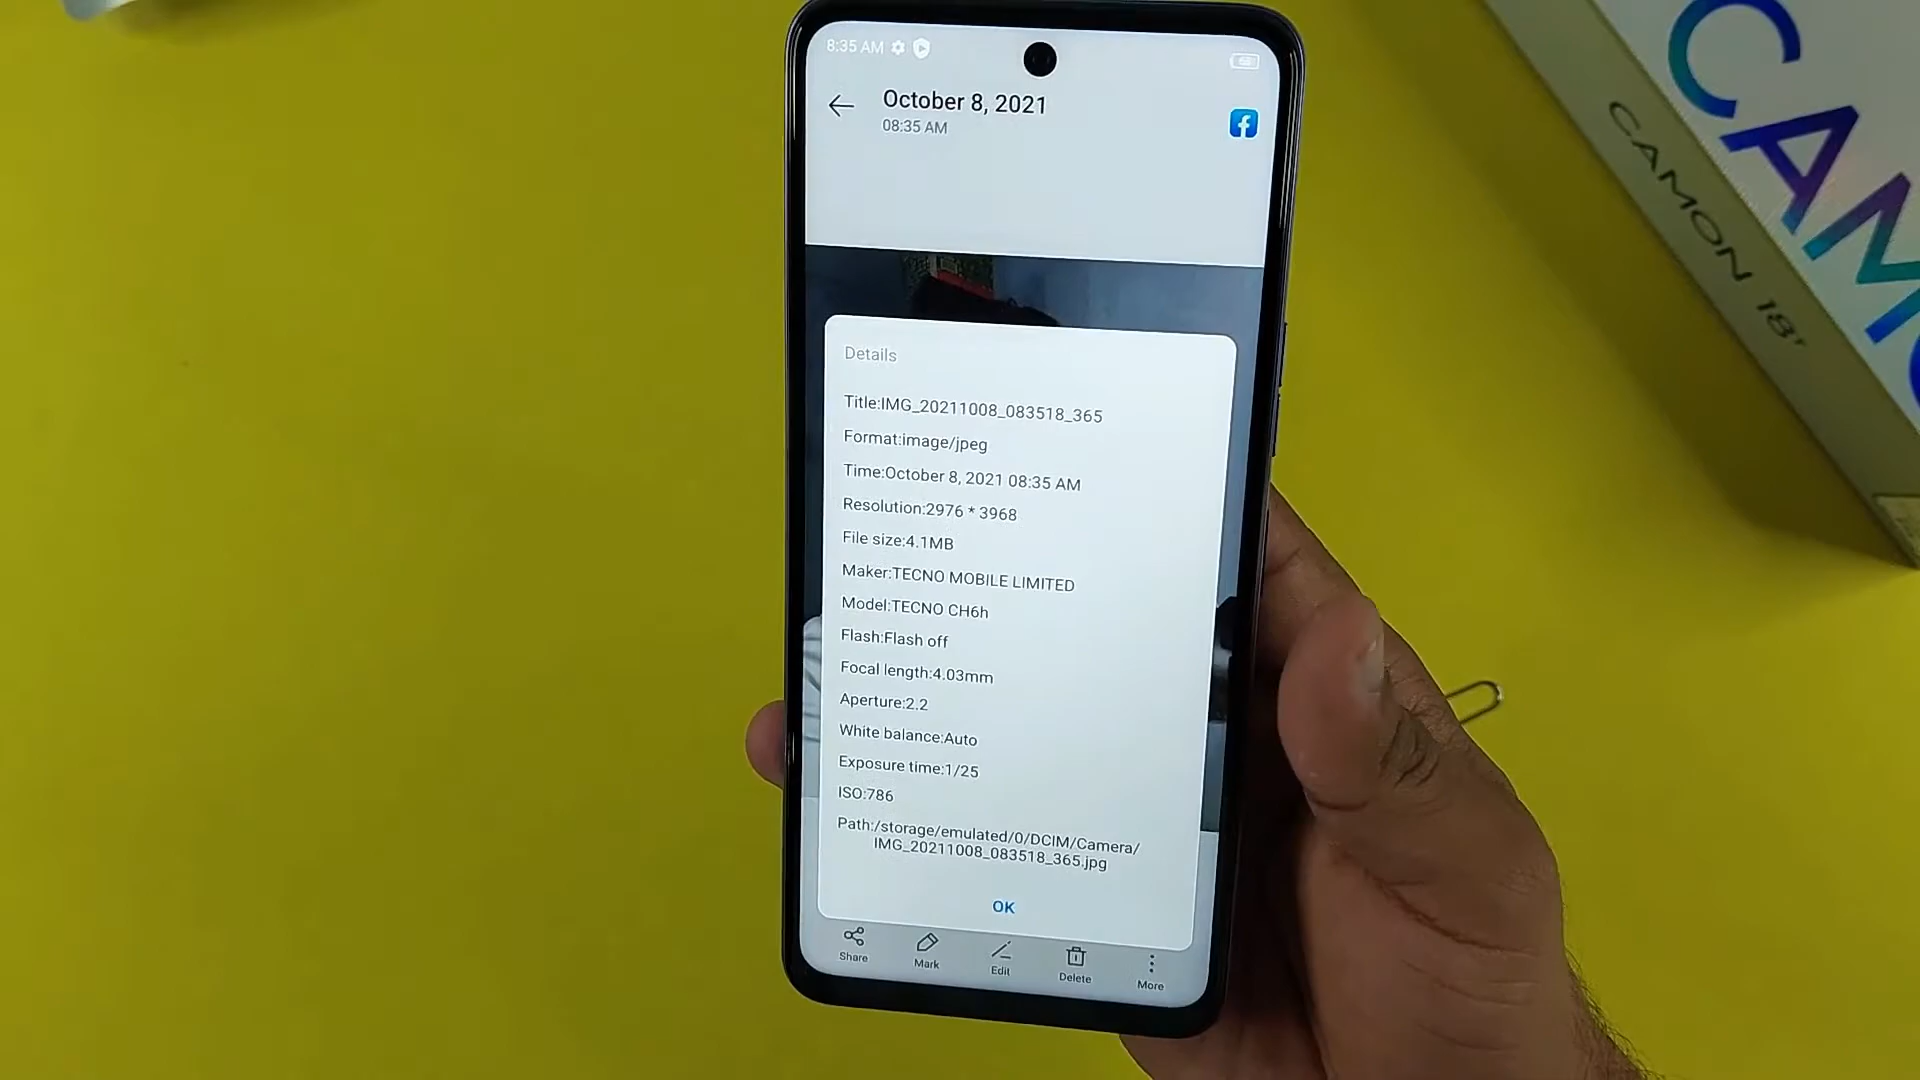 8:35 AM
October 8, 2021
08:35 AM
Details
Title:IMG_20211008_083518_365
Format:image/jpeg
Time:October 8, 2021 08:35 AM
Resolution:2976 * 3968
File size:4.1MB
Maker:TECNO MOBILE LIMITED
Model:TECNO CH6h
Flash:Flash off
Focal length:4.03mm
Aperture:2.2
White balance:Auto
Exposure time:1/25
ISO:786
Path:/storage/emulated/0/DCIM/Camera/
IMG_20211008_083518_365.jpg
OK
Share
Mark
Edit
Delete
More
CAMO
CAMON 18P